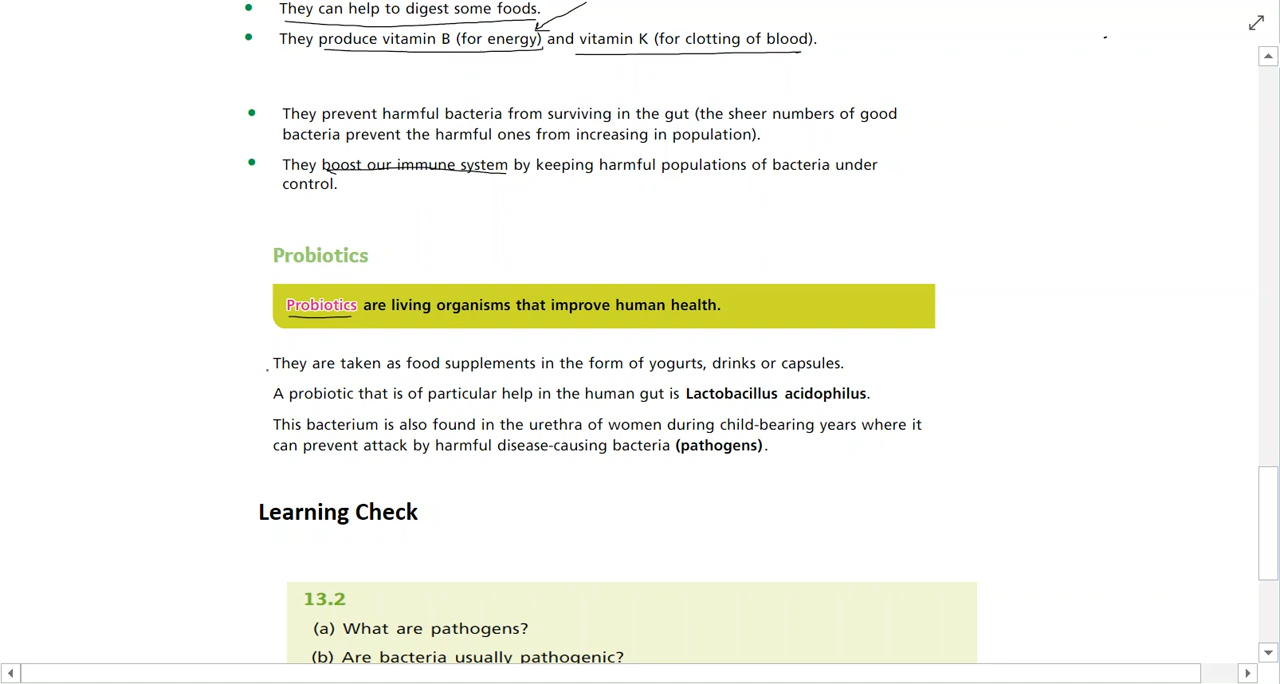 They can help to digest some foods.
They produce vitamin B (for energy) and vitamin K (for clotting of blood).
They prevent harmful bacteria from surviving in the gut (the sheer numbers of good
bacteria prevent the harmful ones from increasing in population).
They boost our immune system by keeping harmful populations of bacteria under
control.
Probiotics
Probiotics are living organisms that improve human health.
They are taken as food supplements in the form of yogurts, drinks or capsules.
A probiotic that is of particular help in the human gut is Lactobacillus acidophilus.
This bacterium is also found in the urethra of women during child-bearing years where it
can prevent attack by harmful disease-causing bacteria (pathogens).
Learning Check
13.2
(a) What are pathogens?
(b) Are bacteria usually pathogenic?